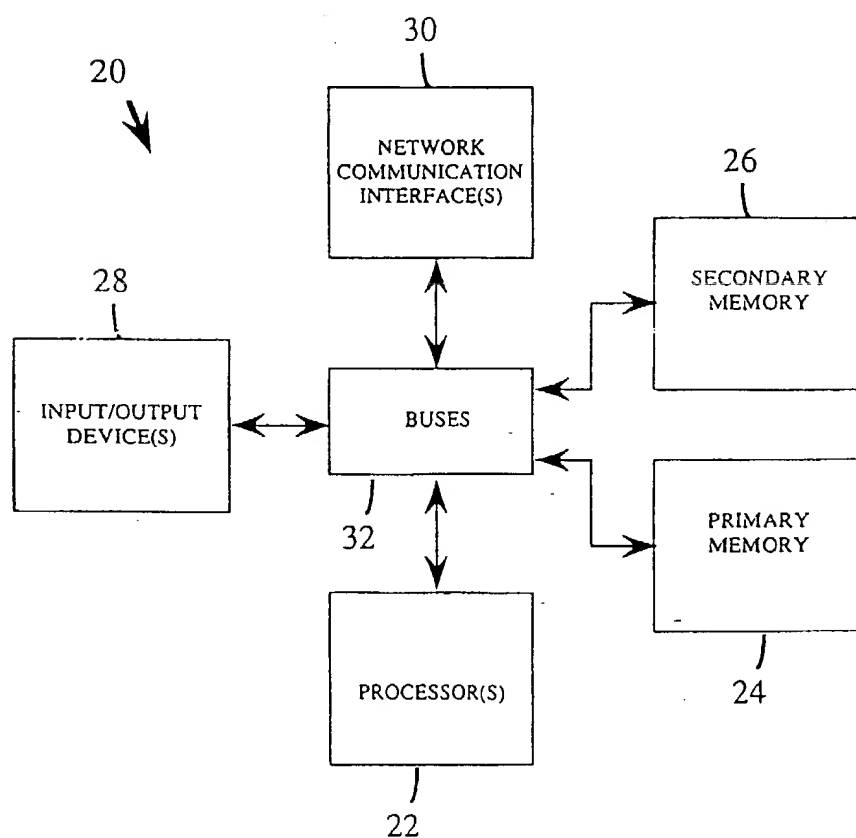 30
20
NETWORK
COMMUNICATION
INTERFACE(S)
26
SECONDARY
MEMORY
28
INPUT/OUTPUT
DEVICE(S)
BUSES
32
PRIMARY
MEMORY
24
PROCESSOR(S)
22